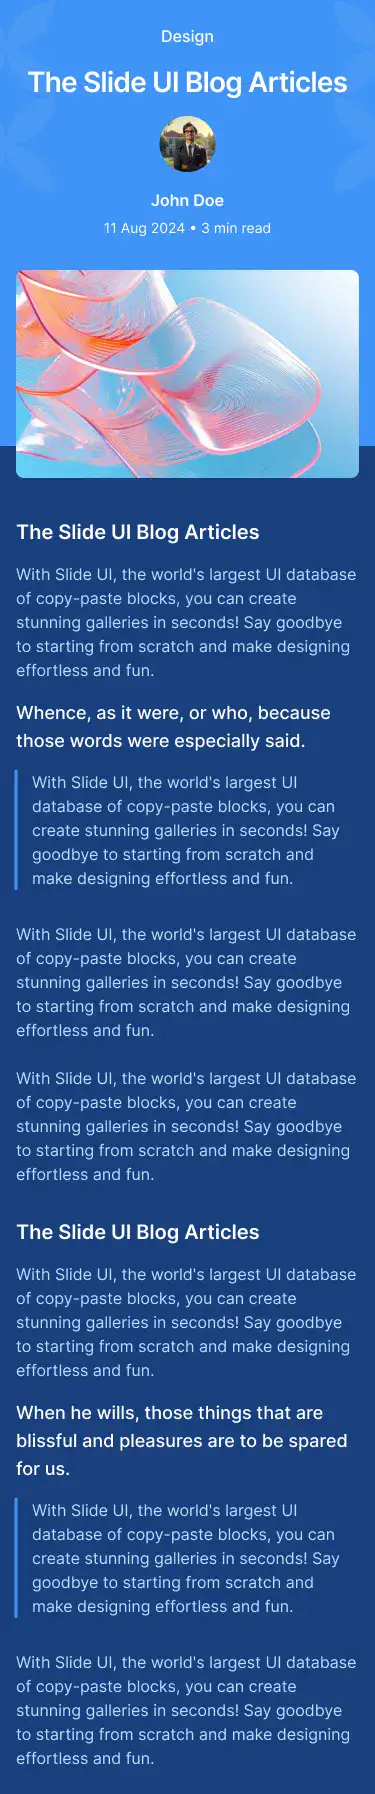 Design
The Slide UI Blog Articles
John Doe
11 Aug 2024 • 3 min read
The Slide UI Blog Articles
With Slide UI, the world's largest UI database
of copy-paste blocks, you can create
stunning galleries in seconds! Say goodbye
to starting from scratch and make designing
effortless and fun.
Whence, as it were, or who, because
those words were especially said.
With Slide UI, the world's largest UI
database of copy-paste blocks, you can
create stunning galleries in seconds! Say
goodbye to starting from scratch and
make designing effortless and fun.
With Slide UI, the world's largest UI database
of copy-paste blocks, you can create
stunning galleries in seconds! Say goodbye
to starting from scratch and make designing
effortless and fun.
With Slide UI, the world's largest UI database
of copy-paste blocks, you can create
stunning galleries in seconds! Say goodbye
to starting from scratch and make designing
effortless and fun.
The Slide UI Blog Articles
With Slide UI, the world's largest UI database
of copy-paste blocks, you can create
stunning galleries in seconds! Say goodbye
to starting from scratch and make designing
effortless and fun.
When he wills, those things that are
blissful and pleasures are to be spared
for us.
With Slide UI, the world's largest UI
database of copy-paste blocks, you can
create stunning galleries in seconds! Say
goodbye to starting from scratch and
make designing effortless and fun.
With Slide UI, the world's largest UI database
of copy-paste blocks, you can create
stunning galleries in seconds! Say goodbye
to starting from scratch and make designing
effortless and fun.